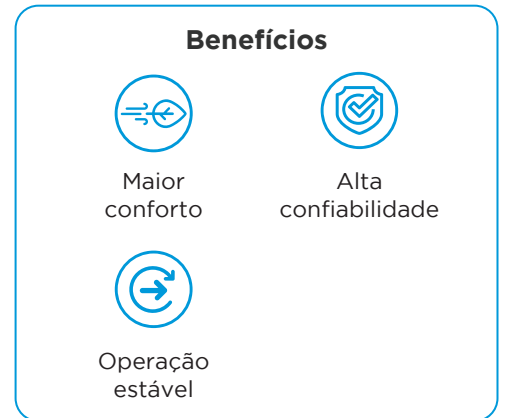 Benefícios
Maior
conforto
Alta
confiabilidade
Operação
estável